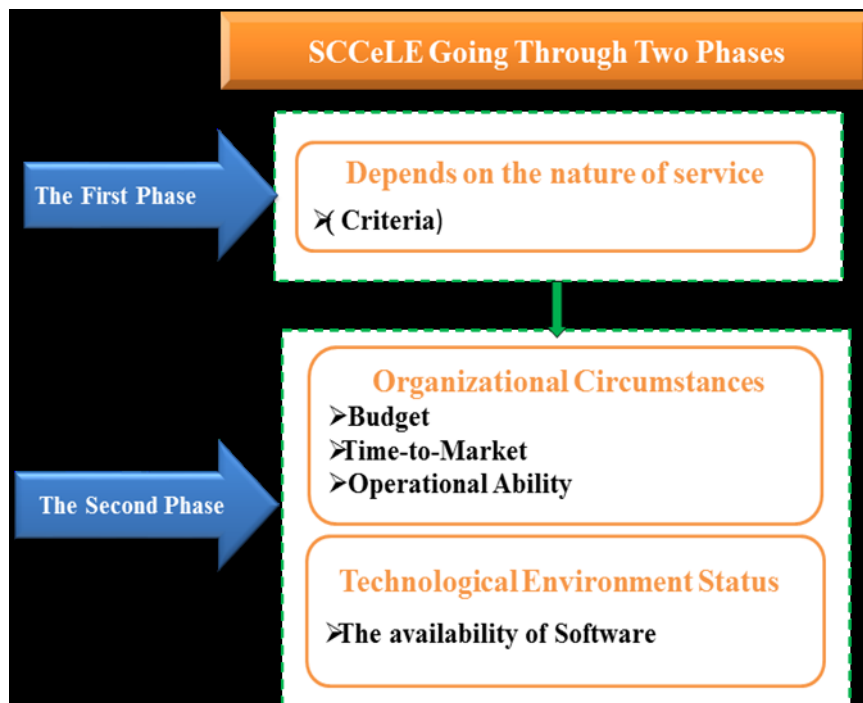 SCCeLE Going Through Two Phases
The First Phase
Depends on the nature of service
➢( Criteria)
Organizational Circumstances
➢Budget
➢Time-to-Market
➢Operational Ability
The Second Phase
Technological Environment Status
➢The availability of Software